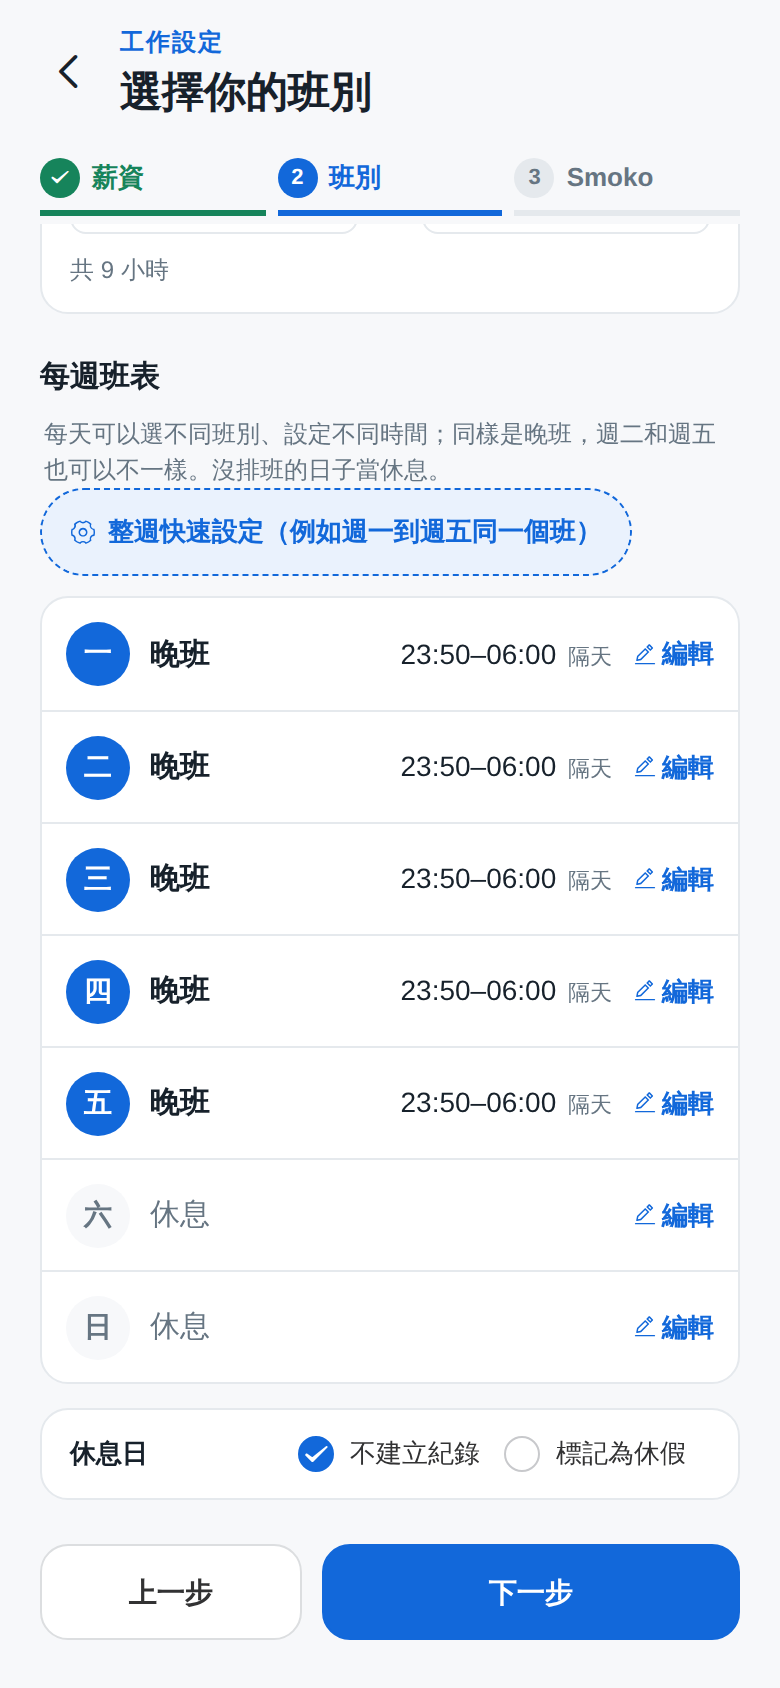 工作設定
選擇你的班別
薪資
2 班別
3 Smoko
共 9 小時
每週班表
每天可以選不同班別、設定不同時間；同樣是晚班，週二和週五
也可以不一樣。沒排班的日子當休息。
整週快速設定（例如週一到週五同一個班）
一 晚班 23:50–06:00 隔天 編輯
二 晚班 23:50–06:00 隔天 編輯
三 晚班 23:50–06:00 隔天 編輯
四 晚班 23:50–06:00 隔天 編輯
五 晚班 23:50–06:00 隔天 編輯
六 休息 編輯
日 休息 編輯
休息日 不建立紀錄 標記為休假
上一步 下一步